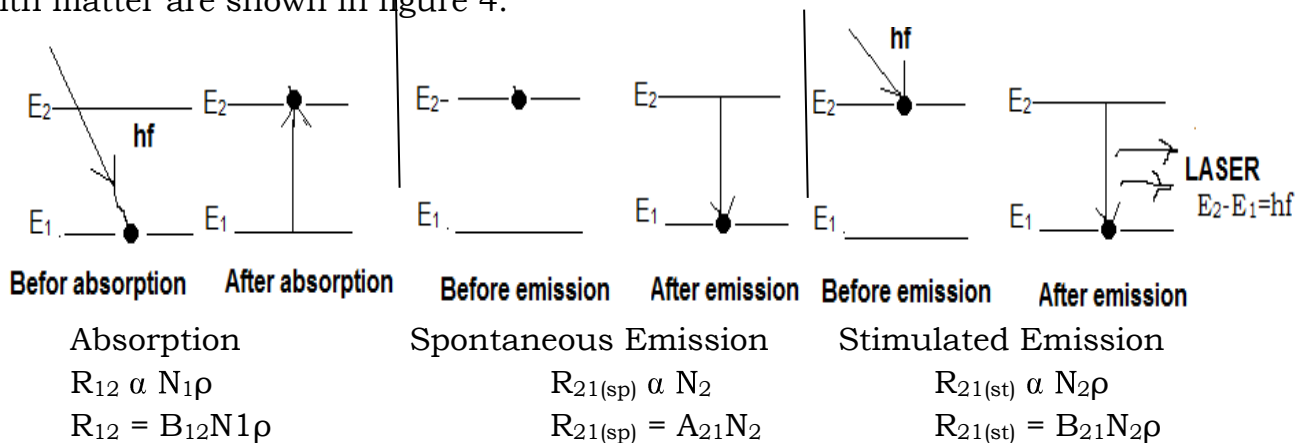 ith matter are shown in figure 4.
hf
E₂ E₂ E₂- E₂ E₂
E₂
hf
LASER
E₂-E₁=hf
E₁ . E₁ E₁ . E₁ E₁ . E₁
Befor absorption After absorption Before emission After emission Before emission After emission
Absorption Spontaneous Emission Stimulated Emission
R₁₂ α N₁ρ R₂₁₍sp₎ α N₂ R₂₁₍st₎ α N₂ρ
R₁₂ = B₁₂N1ρ R₂₁₍sp₎ = A₂₁N₂ R₂₁₍st₎ = B₂₁N₂ρ